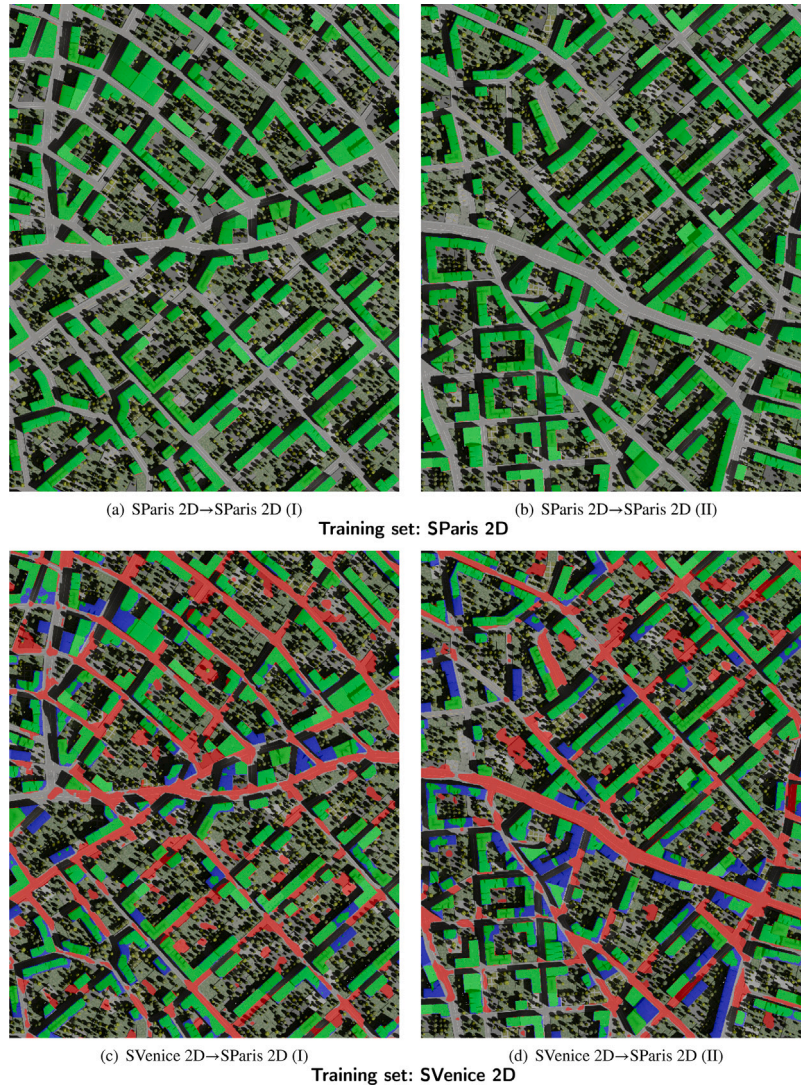 (a) SParis 2D→SParis 2D (I)
(b) SParis 2D→SParis 2D (II)
Training set: SParis 2D
(c) SVenice 2D→SParis 2D (I)
(d) SVenice 2D→SParis 2D (II)
Training set: SVenice 2D